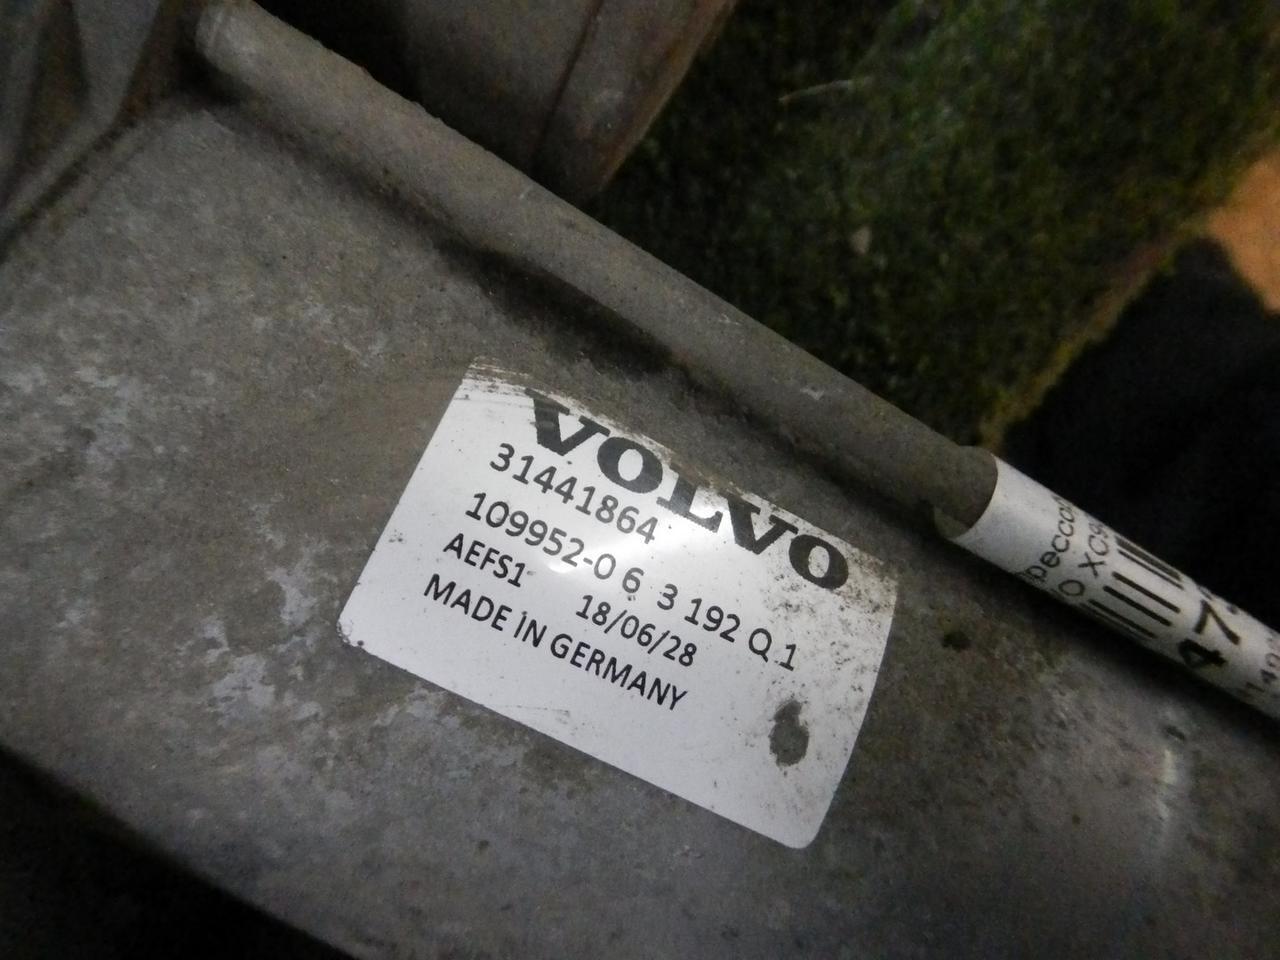 VOLVO
31441864
109952-0 6 3 192 Q 1
AEFS1 18/06/28
MADE IN GERMANY